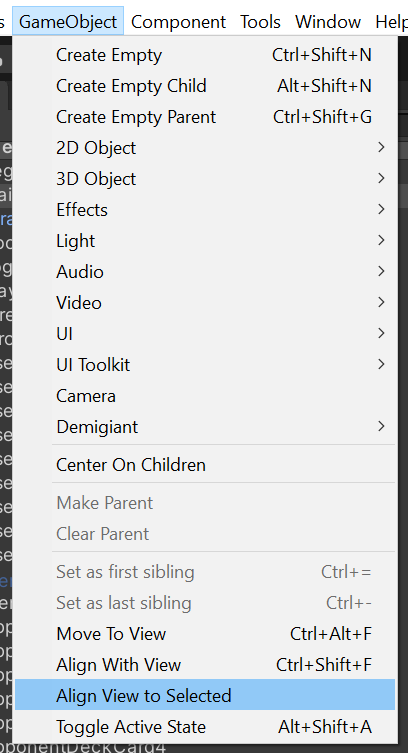 GameObject Component Tools Window Help
Create Empty Ctrl+Shift+N
Create Empty Child Alt+Shift+N
Create Empty Parent Ctrl+Shift+G
2D Object
3D Object
Effects
Light
Audio
Video
UI
UI Toolkit
Camera
Demigiant
Center On Children
Make Parent
Clear Parent
Set as first sibling Ctrl+=
Set as last sibling Ctrl+-
Move To View Ctrl+Alt+F
Align With View Ctrl+Shift+F
Align View to Selected
Toggle Active State Alt+Shift+A